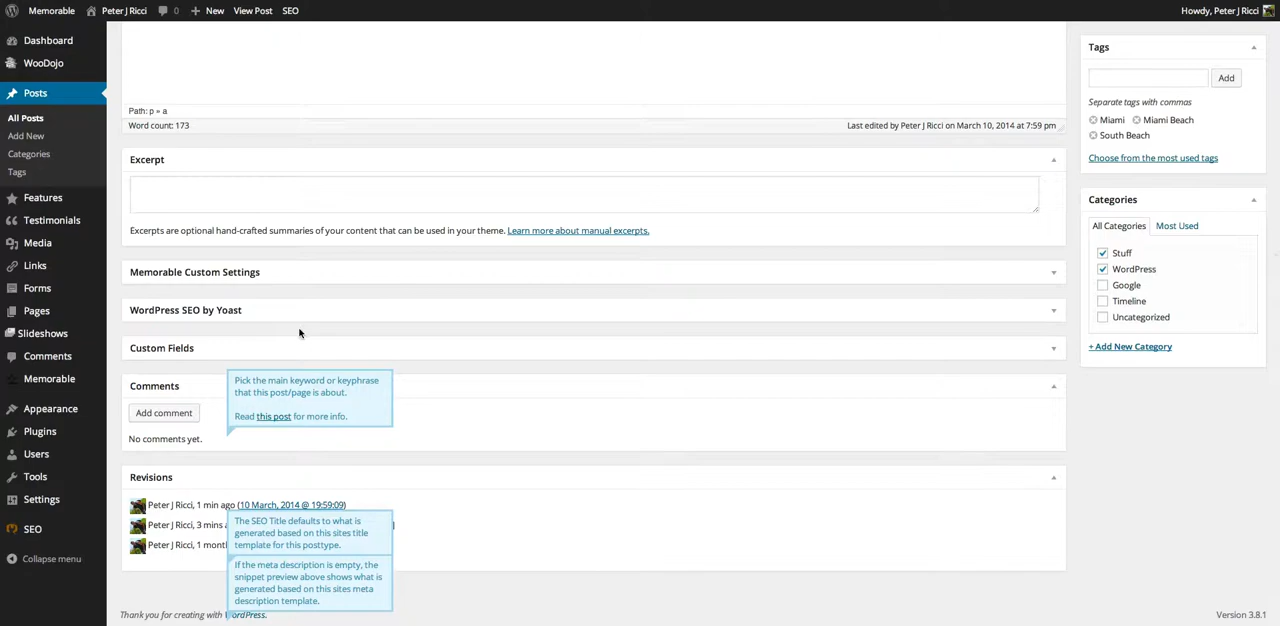 Memorable Peter J Ricci 0 New View Post SEO Howdy, Peter J Ricci
Dashboard
WooDojo
Posts
All Posts
Add New
Categories
Tags
Features
Testimonials
Media
Links
Forms
Pages
Slideshows
Comments
Memorable
Appearance
Plugins
Users
Tools
Settings
SEO
Collapse menu
Path: p » a
Word count: 173 Last edited by Peter J Ricci on March 10, 2014 at 7:59 pm
Excerpt
Excerpts are optional hand-crafted summaries of your content that can be used in your theme. Learn more about manual excerpts.
Memorable Custom Settings
WordPress SEO by Yoast
Custom Fields
Comments
Add comment
No comments yet.
Pick the main keyword or keyphrase
that this post/page is about.
Read this post for more info.
Revisions
Peter J Ricci, 1 min ago (10 March, 2014 @ 19:59:09)
Peter J Ricci, 3 mins
Peter J Ricci, 1
The SEO Title defaults to what is
generated based on this sites title
template for this posttype.
If the meta description is empty, the
snippet preview above shows what is
generated based on this sites meta
description template.
Thank you for creating with WordPress.
Version 3.8.1
Tags
Add
Separate tags with commas
Miami Miami Beach
South Beach
Choose from the most used tags
Categories
All Categories Most Used
Stuff
WordPress
Google
Timeline
Uncategorized
+ Add New Category